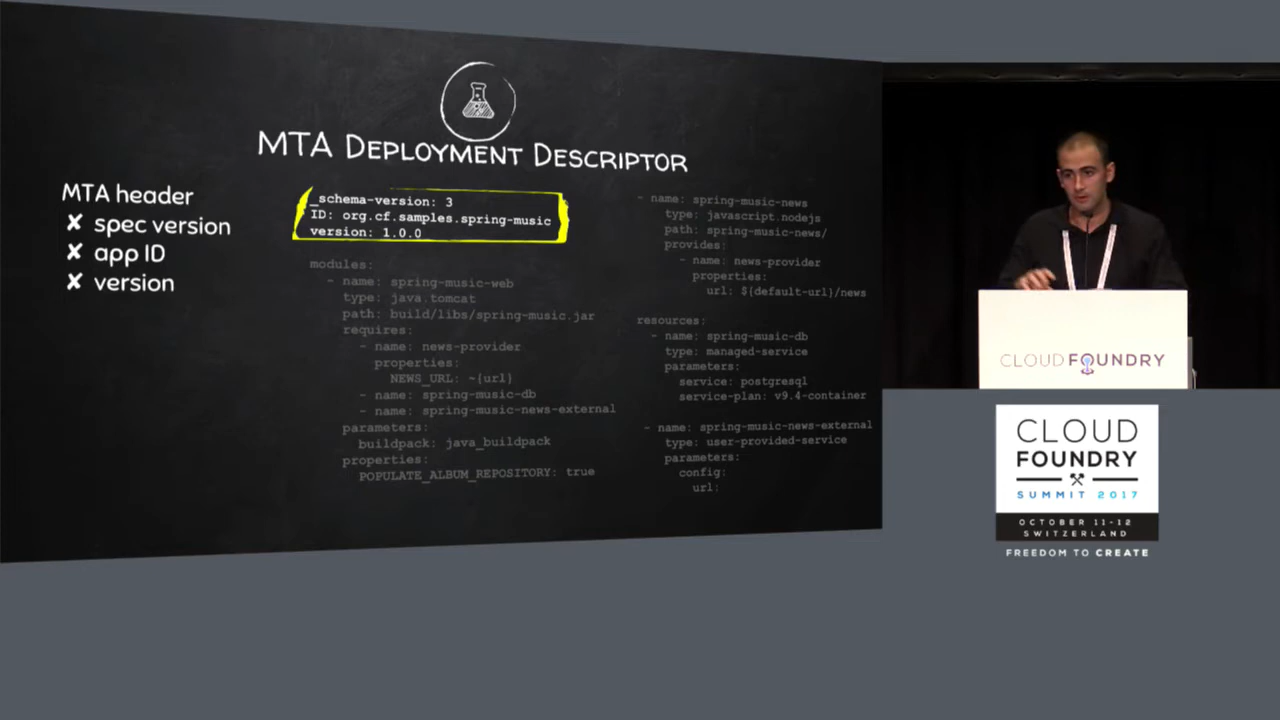 MTA DEPLOYMENT DESCRIPTOR
MTA header
✘ spec version
✘ app ID
✘ version
_schema-version: 3
ID: org.cf.samples.spring-music
version: 1.0.0
modules:
- name: spring-music-web
type: java.tomcat
path: build/libs/spring-music.jar
requires:
- name: news-provider
properties:
NEWS_URL: ~{url}
- name: spring-music-db
- name: spring-music-news-external
parameters:
buildpack: java_buildpack
properties:
POPULATE_ALBUM_REPOSITORY: true
- name: spring-music-news
type: javascript.nodejs
path: spring-music-news/
provides:
- name: news-provider
properties:
url: ${default-url}/news
resources:
- name: spring-music-db
type: managed-service
parameters:
service: postgresql
service-plan: v9.4-container
- name: spring-music-news-external
type: user-provided-service
parameters:
config:
url:
CLOUDFOUNDRY
CLOUD
FOUNDRY
SUMMIT 2017
OCTOBER 11-12
SWITZERLAND
FREEDOM TO CREATE